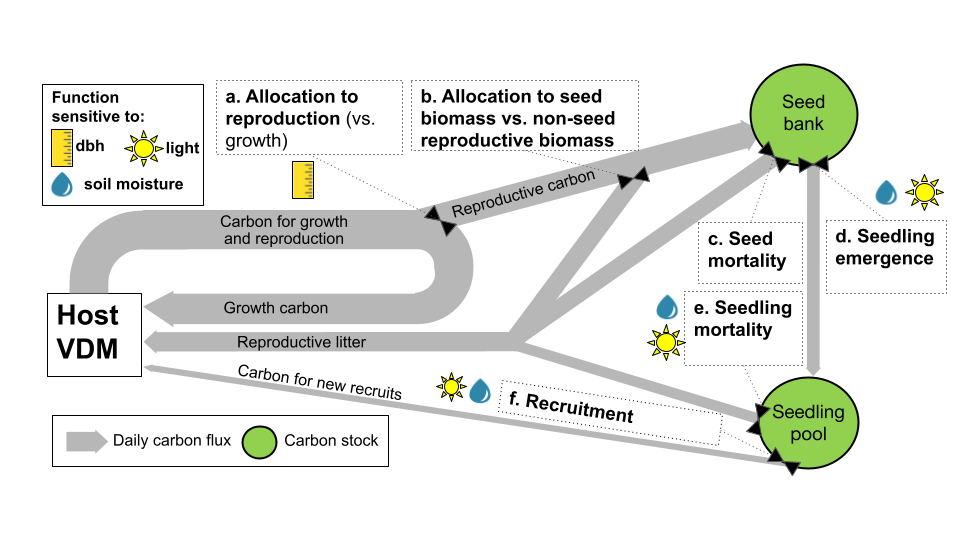 Function
sensitive to:
dbh
light
soil moisture
a. Allocation to
reproduction (vs.
growth)
b. Allocation to seed
biomass vs. non-seed
reproductive biomass
Seed
bank
Reproductive carbon
Carbon for growth
and reproduction
c. Seed
mortality
d. Seedling
emergence
Host
VDM
Growth carbon
e. Seedling
mortality
Reproductive litter
Carbon for new recruits
f. Recruitment
Seedling
pool
Daily carbon flux
Carbon stock